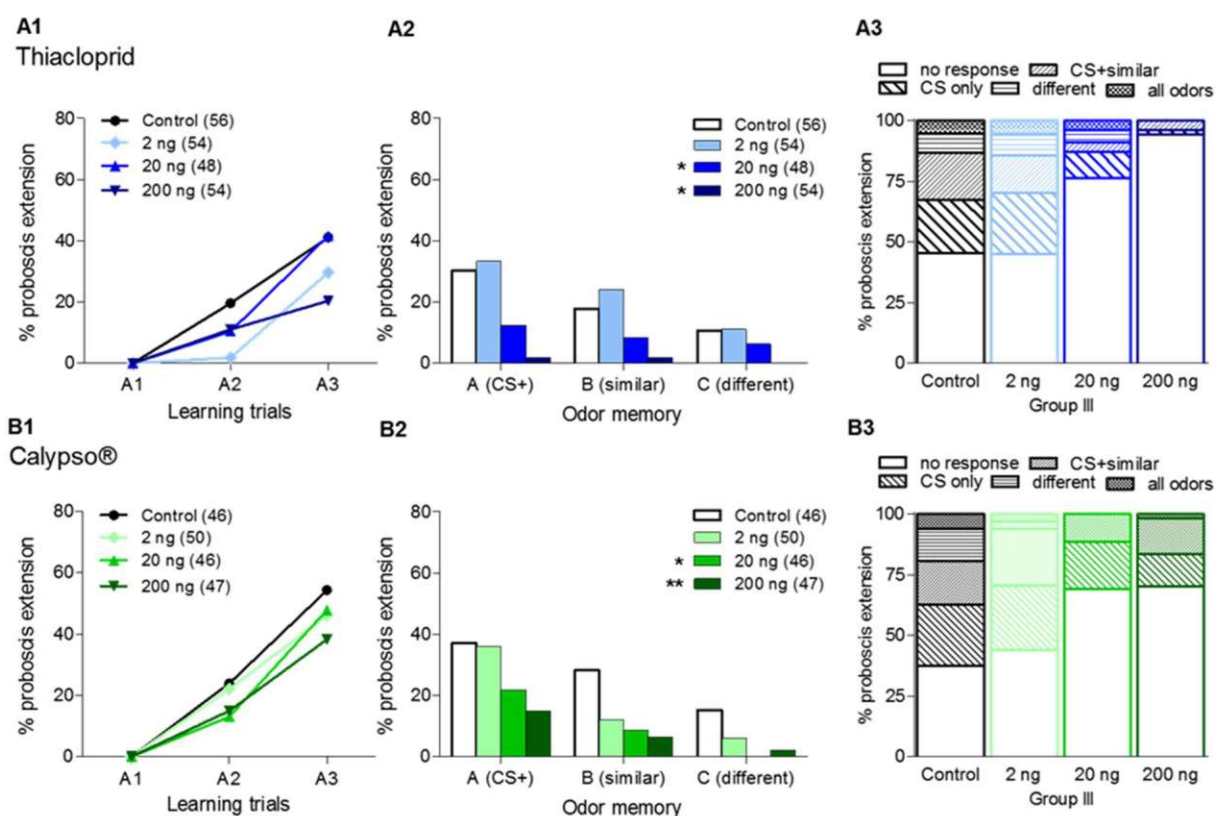 A1
Thiacloprid
% proboscis extension
80
60
40
20
0
Control (56)
2 ng (54)
20 ng (48)
200 ng (54)
A1 A2 A3
Learning trials
A2
% proboscis extension
80
60
40
20
0
Control (56)
2 ng (54)
* 20 ng (48)
* 200 ng (54)
A (CS+) B (similar) C (different)
Odor memory
A3
no response CS+similar
CS only different all odors
% proboscis extension
100
75
50
25
0
Control 2 ng 20 ng 200 ng
Group III
B1
Calypso®
% proboscis extension
80
60
40
20
0
Control (46)
2 ng (50)
20 ng (46)
200 ng (47)
A1 A2 A3
Learning trials
B2
% proboscis extension
80
60
40
20
0
Control (46)
2 ng (50)
* 20 ng (46)
** 200 ng (47)
A (CS+) B (similar) C (different)
Odor memory
B3
no response CS+similar
CS only different all odors
% proboscis extension
100
75
50
25
0
Control 2 ng 20 ng 200 ng
Group III